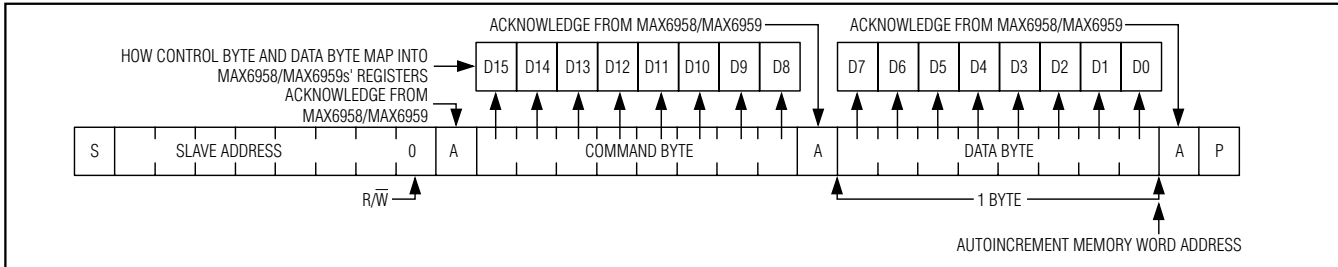 ACKNOWLEDGE FROM MAX6958/MAX6959
ACKNOWLEDGE FROM MAX6958/MAX6959
HOW CONTROL BYTE AND DATA BYTE MAP INTO
MAX6958/MAX6959s' REGISTERS
D15 D14 D13 D12 D11 D10 D9 D8
D7 D6 D5 D4 D3 D2 D1 D0
ACKNOWLEDGE FROM
MAX6958/MAX6959
S SLAVE ADDRESS 0 A COMMAND BYTE A DATA BYTE A P
R/W̅
1 BYTE
AUTOINCREMENT MEMORY WORD ADDRESS